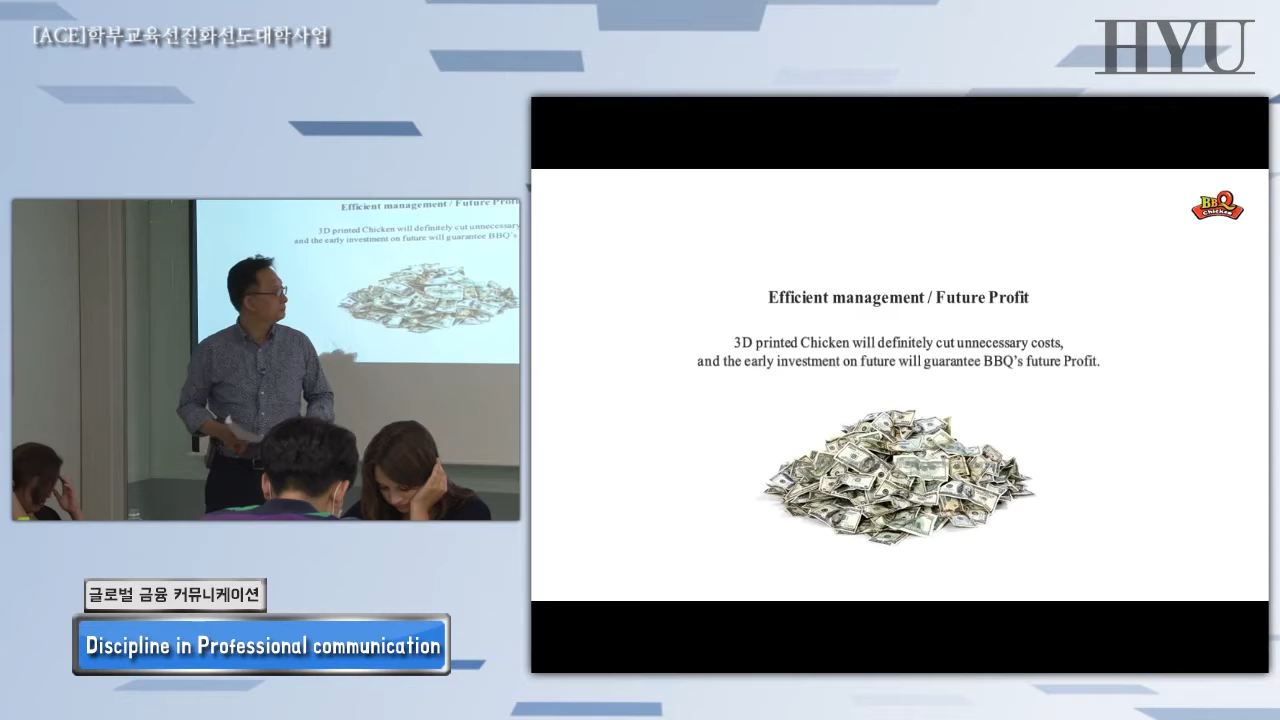 [ACE]학부교육선진화선도대학사업
HYU
Efficient management / Future Profit
3D printed Chicken will definitely cut unnecessary
and the early investment on future will guarantee BBQ's
BBQ
Chicken
Efficient management / Future Profit
3D printed Chicken will definitely cut unnecessary costs,
and the early investment on future will guarantee BBQ's future Profit.
글로벌 금융 커뮤니케이션
Discipline in Professional communication